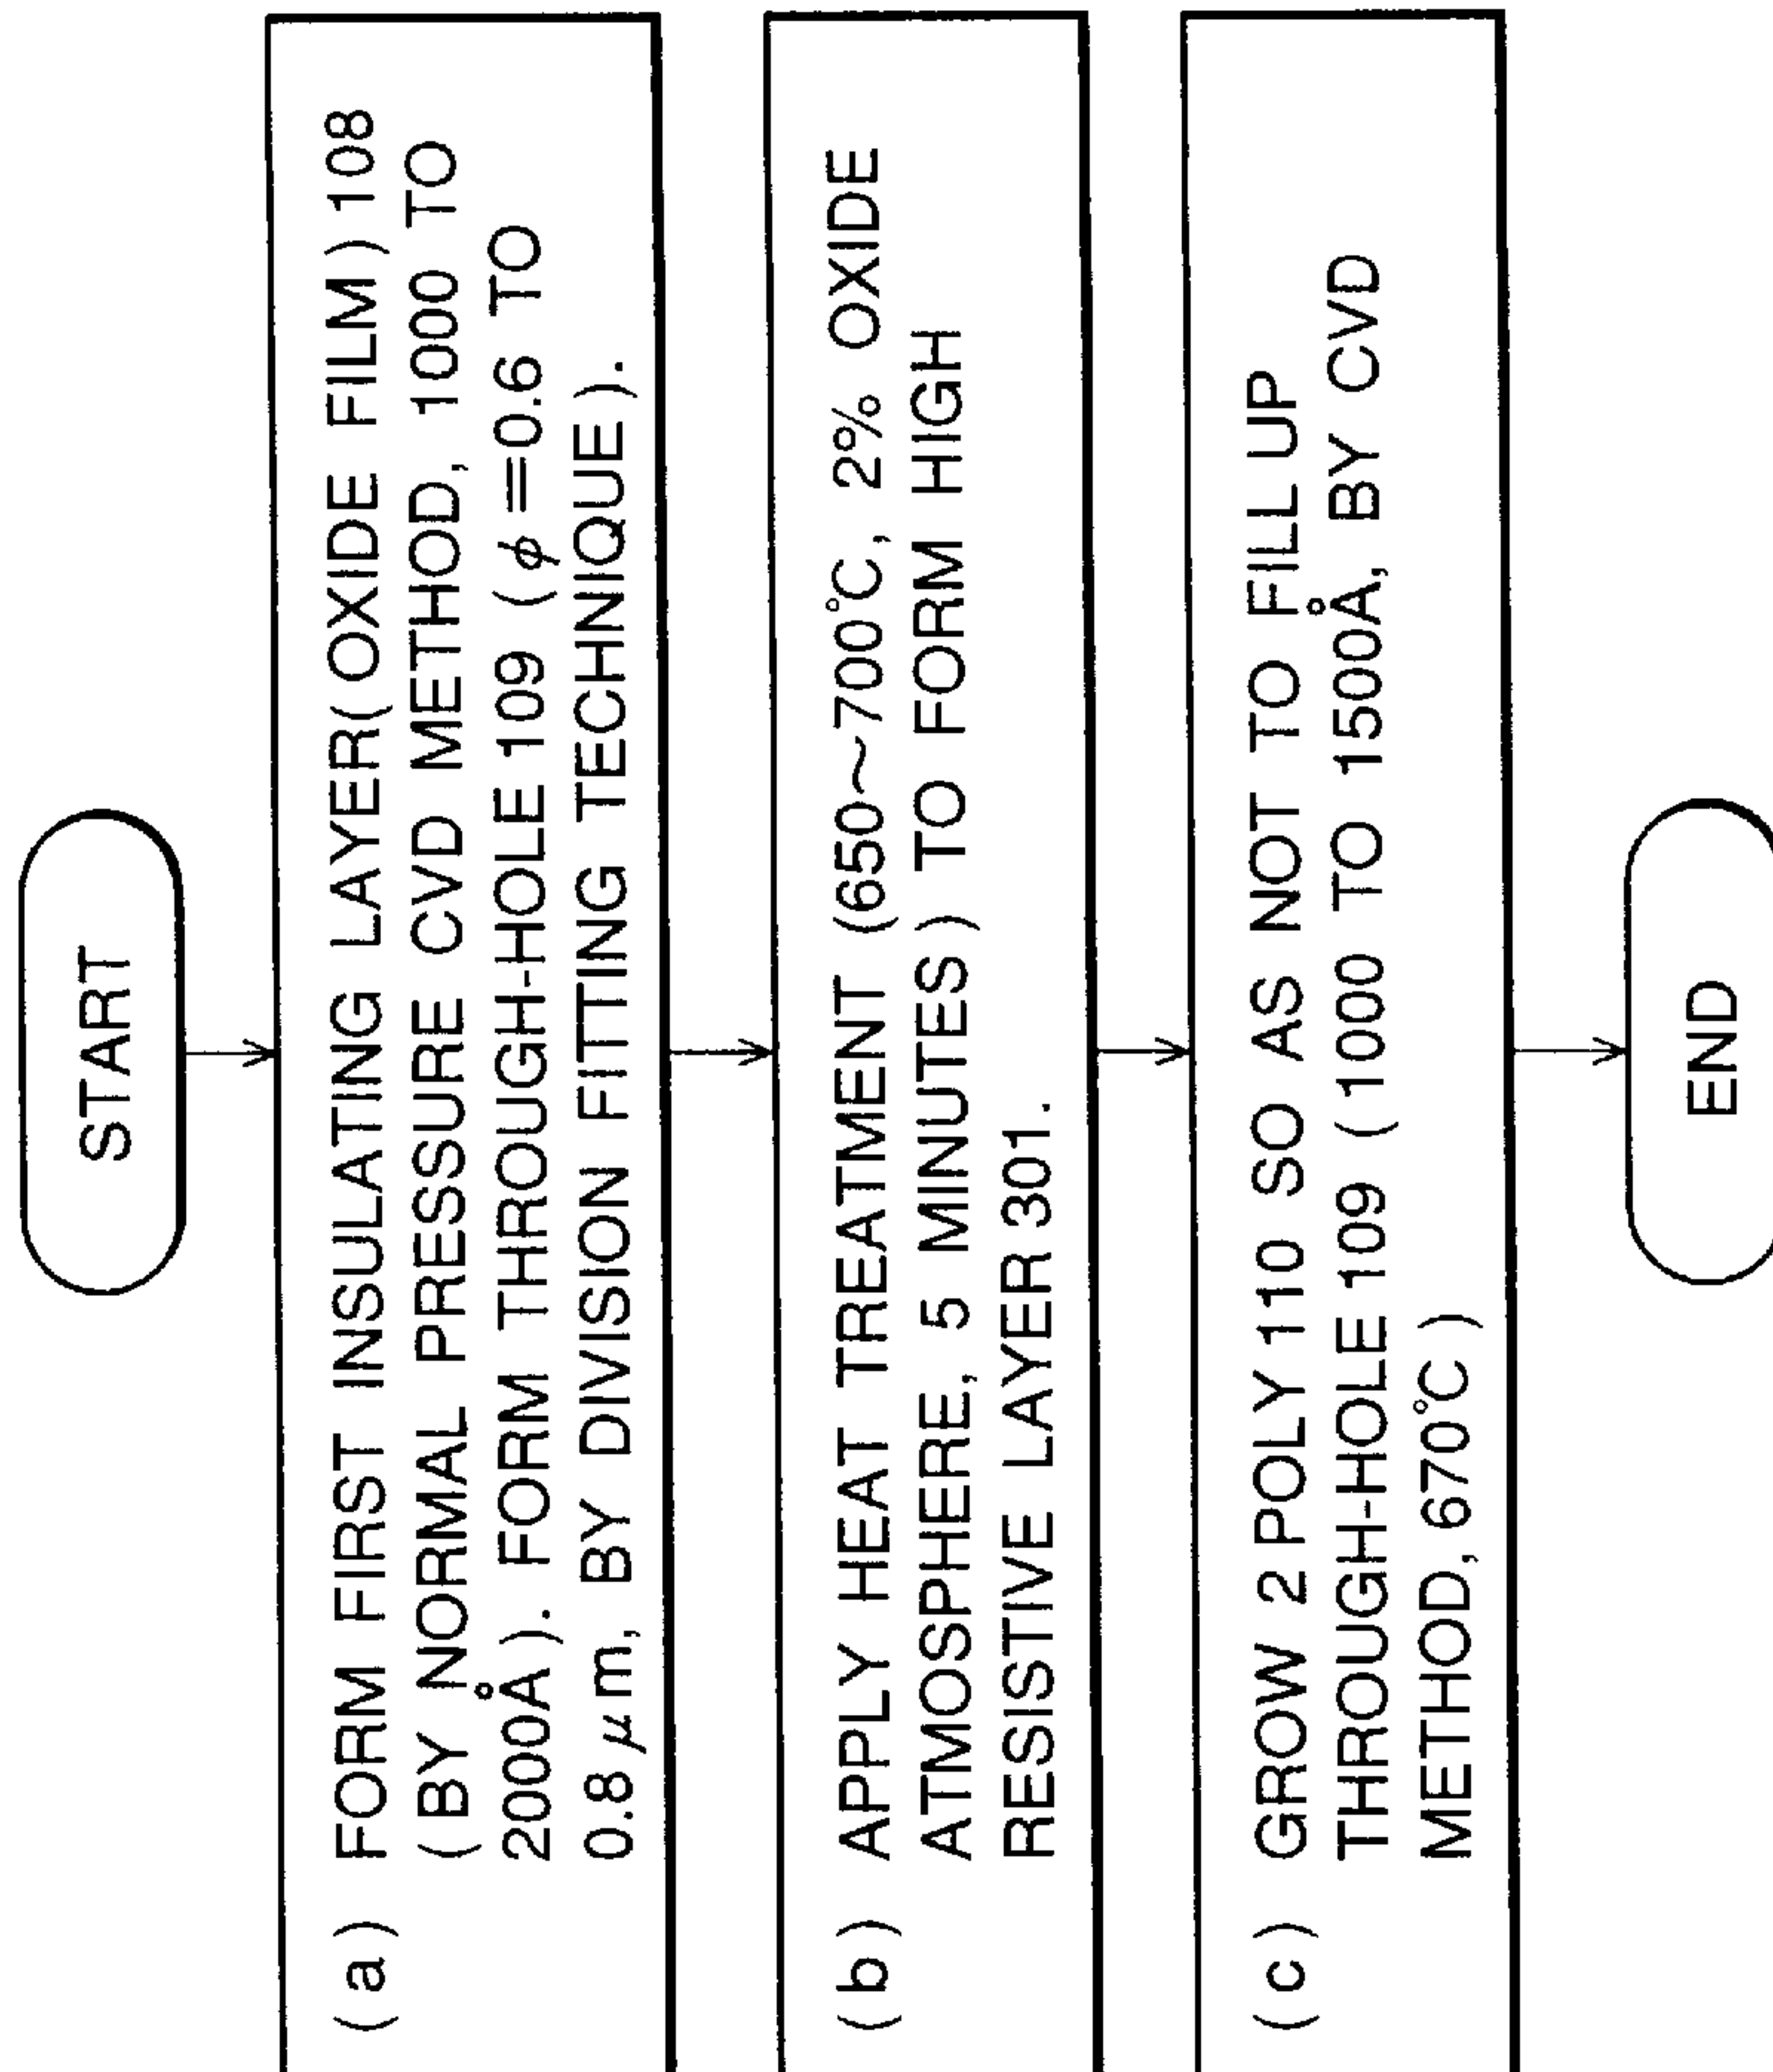 START
(a) FORM FIRST INSULATING LAYER(OXIDE FILM)108
(BY NORMAL PRESSURE CVD METHOD, 1000 TO
2000Å). FORM THROUGH-HOLE 109 (ϕ=0.6 TO
0.8μm, BY DIVISION FITTING TECHNIQUE).
(b) APPLY HEAT TREATMENT (650~700℃, 2% OXIDE
ATMOSPHERE, 5 MINUTES) TO FORM HIGH
RESISTIVE LAYER 301.
(c) GROW 2 POLY 110 SO AS NOT TO FILL UP
THROUGH-HOLE 109 (1000 TO 1500Å, BY CVD
METHOD, 670℃)
END